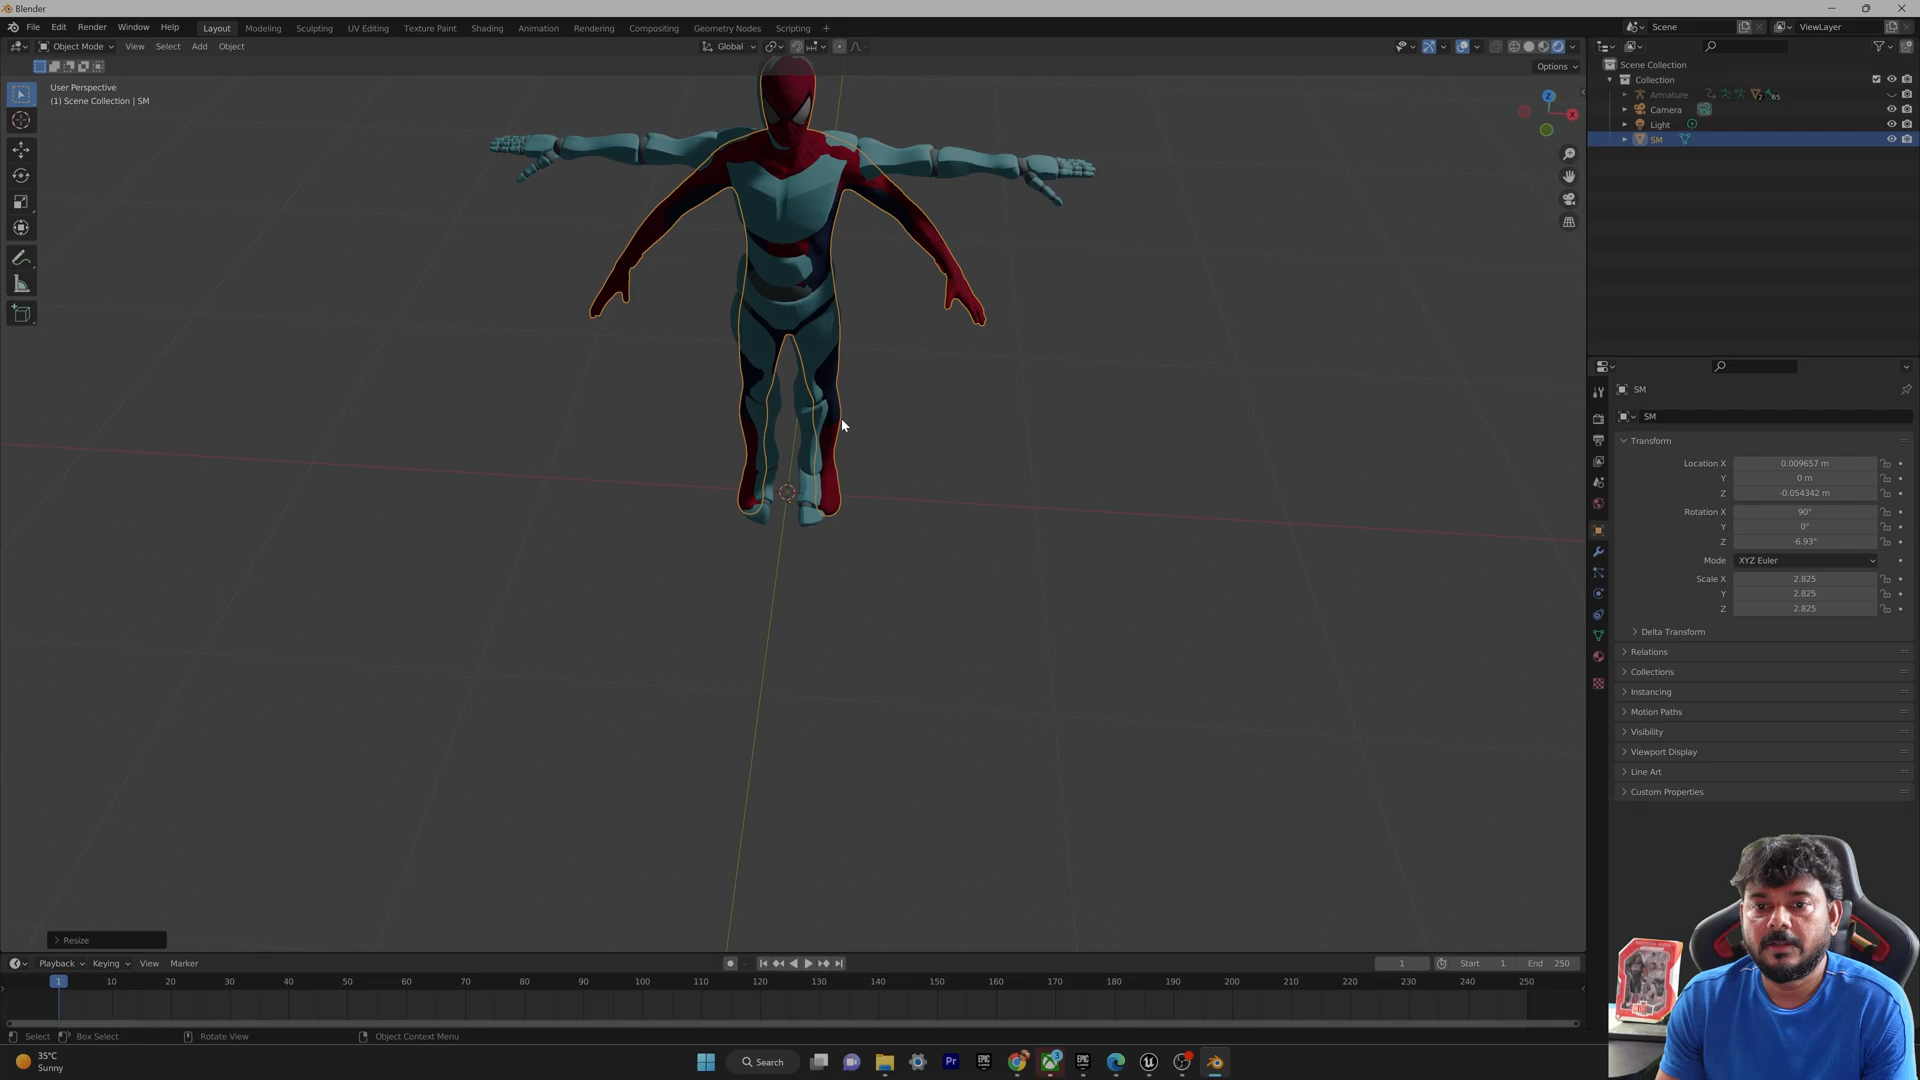 Blender
File Edit Render Window Help Layout Modeling Sculpting UV Editing Texture Paint Shading Animation Rendering Compositing Geometry Nodes Scripting + Scene ViewLayer
Object Mode View Select Add Object Global
Options
User Perspective
(1) Scene Collection | SM
Z
X
Scene Collection
Collection
Armature 2 65
Camera
Light
SM
SM
SM
Transform
Location X 0.009657 m
Y 0 m
Z -0.054342 m
Rotation X 90°
Y 0°
Z -6.93°
Mode XYZ Euler
Scale X 2.825
Y 2.825
Z 2.825
Delta Transform
Relations
Collections
Instancing
Motion Paths
Visibility
Viewport Display
Line Art
Custom Properties
Resize
Playback Keying View Marker 1 Start 1 End 250
1 10 20 30 40 50 60 70 80 90 100 110 120 130 140 150 160 170 180 190 200 210 220 230 240 250
Select Box Select Rotate View Object Context Menu
35°C
Sunny
Search
Pr
EPIC
3
EPIC